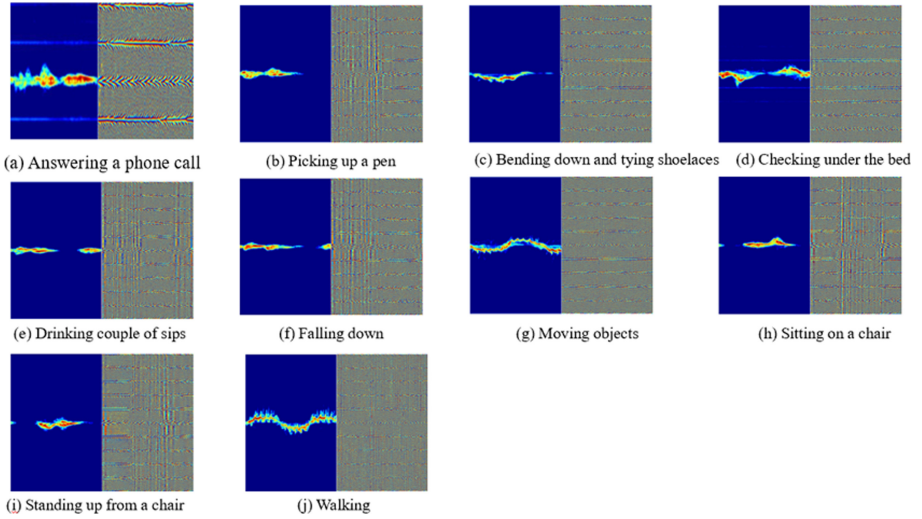 (a) Answering a phone call
(b) Picking up a pen
(c) Bending down and tying shoelaces
(d) Checking under the bed
(e) Drinking couple of sips
(f) Falling down
(g) Moving objects
(h) Sitting on a chair
(i) Standing up from a chair
(j) Walking